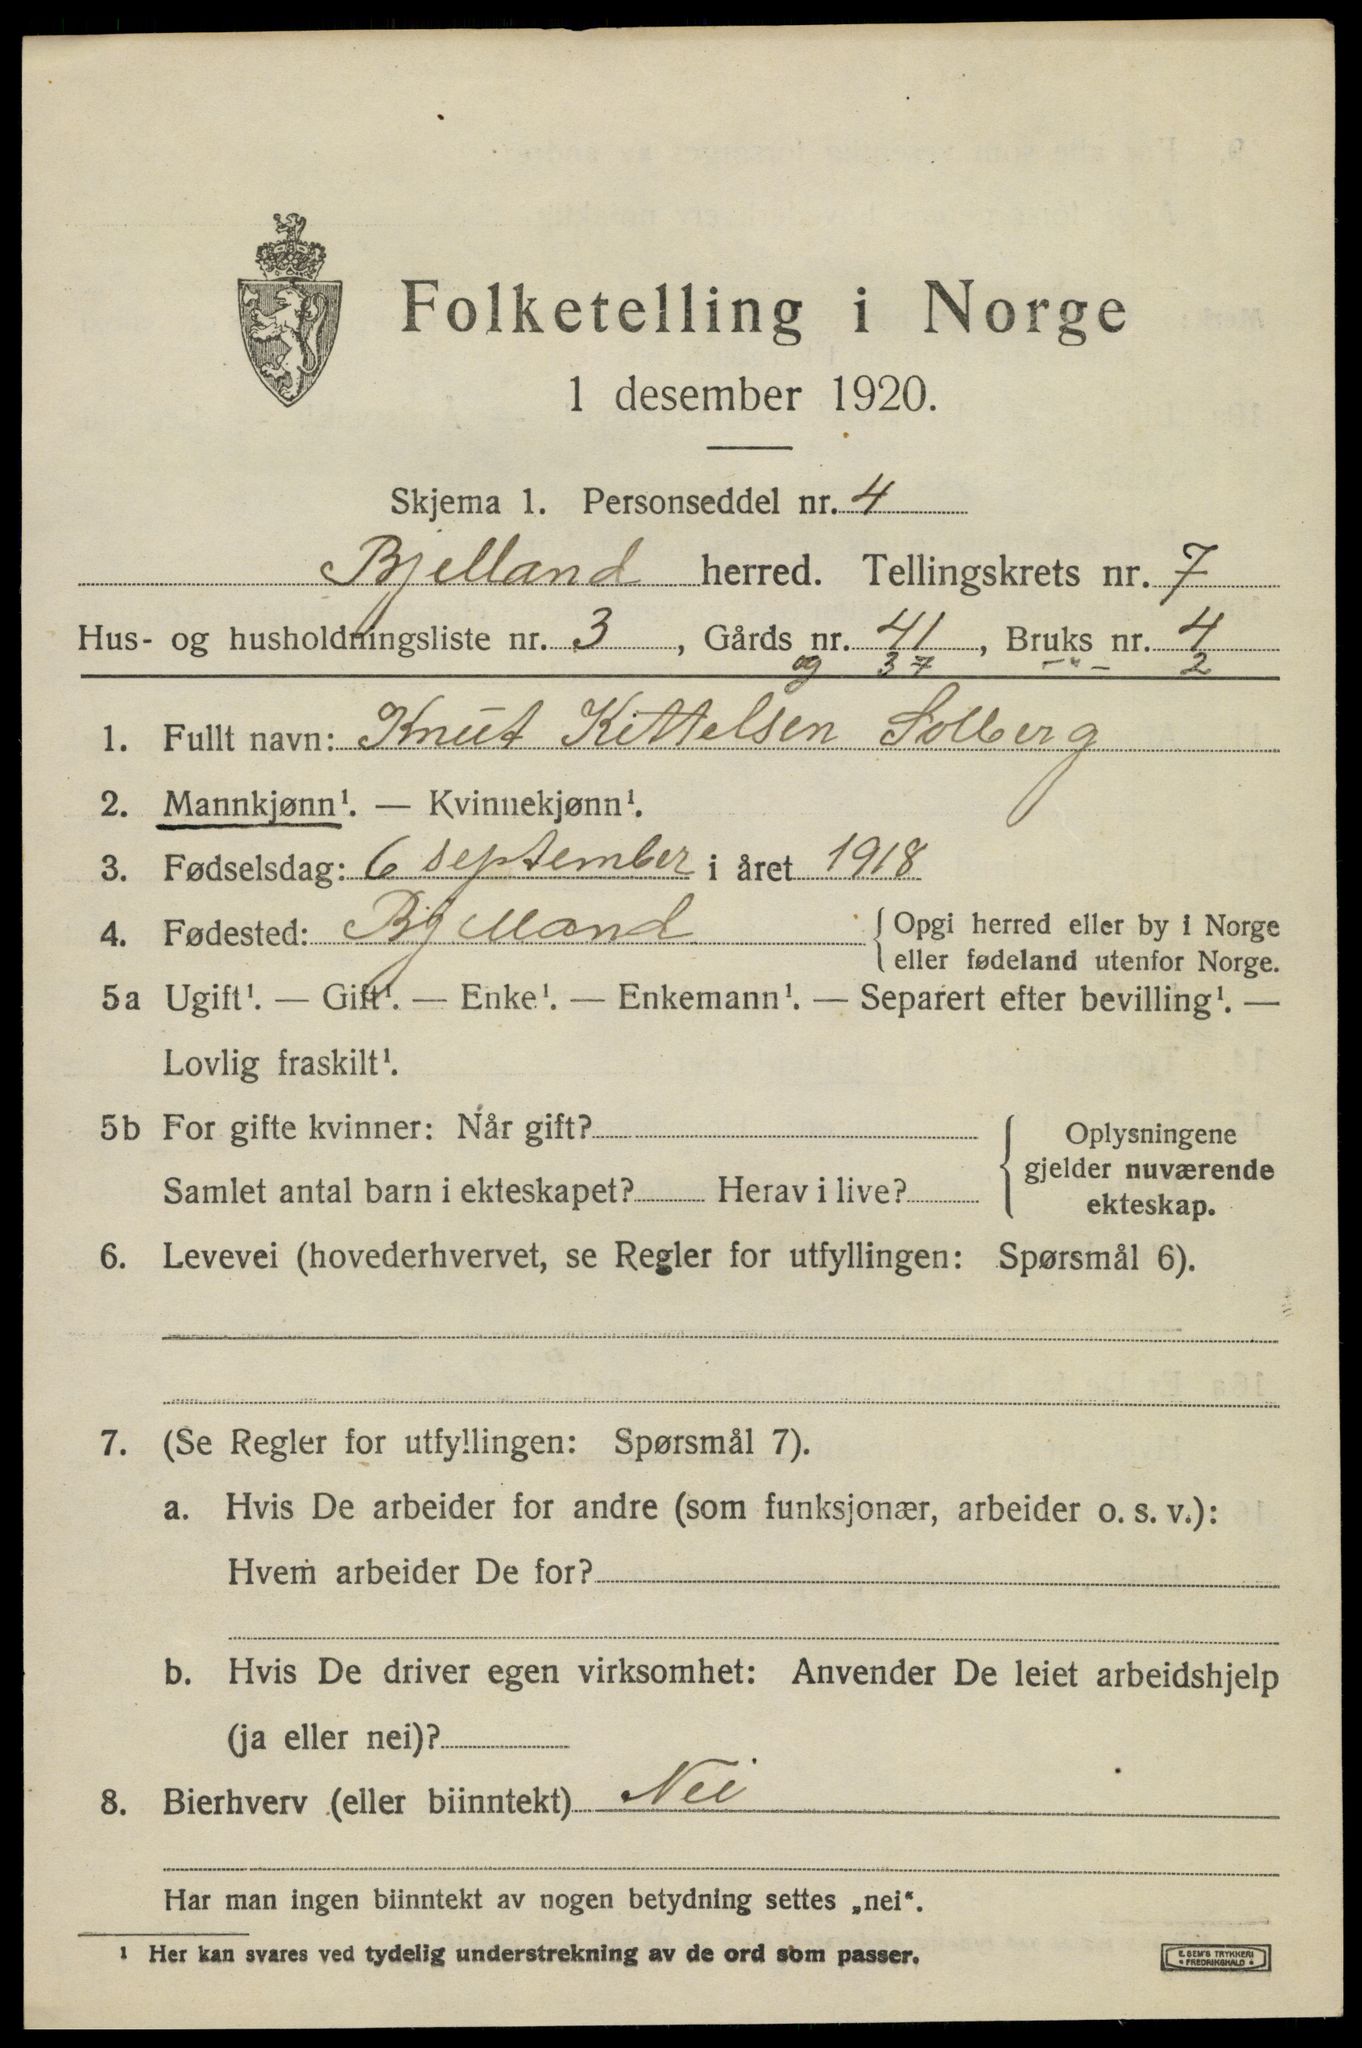 Folketelling i Norge
1 desember 1920.
Skjema 1. Personseddel nr. 4
Bjelland herred. Tellingskrets nr. 7
Hus- og husholdningsliste nr. 3, Gårds nr. 41, Bruks nr. 4
og 37 -"- 2
1. Fullt navn: Knut Kittelsen Solberg
2. Mannkjønn¹. — Kvinnekjønn¹.
3. Fødselsdag: 6 september i året 1918
4. Fødested: Bjelland { Opgi herred eller by i Norge
eller fødeland utenfor Norge.
5a Ugift¹. — Gift¹. — Enke¹. — Enkemann¹. — Separert efter bevilling¹. —
Lovlig fraskilt¹.
5b For gifte kvinner: Når gift?
Samlet antal barn i ekteskapet? Herav i live?
Oplysningene
gjelder nuværende
ekteskap.
6. Levevei (hovederhvervet, se Regler for utfyllingen: Spørsmål 6).
7. (Se Regler for utfyllingen: Spørsmål 7).
a. Hvis De arbeider for andre (som funksjonær, arbeider o. s. v.):
Hvem arbeider De for?
b. Hvis De driver egen virksomhet: Anvender De leiet arbeidshjelp
(ja eller nei)?
8. Bierhverv (eller biinntekt) Nei
Har man ingen biinntekt av nogen betydning settes „nei“.
¹ Her kan svares ved tydelig understrekning av de ord som passer.
E. SEM'S TRYKKERI
FREDRIKSHALD